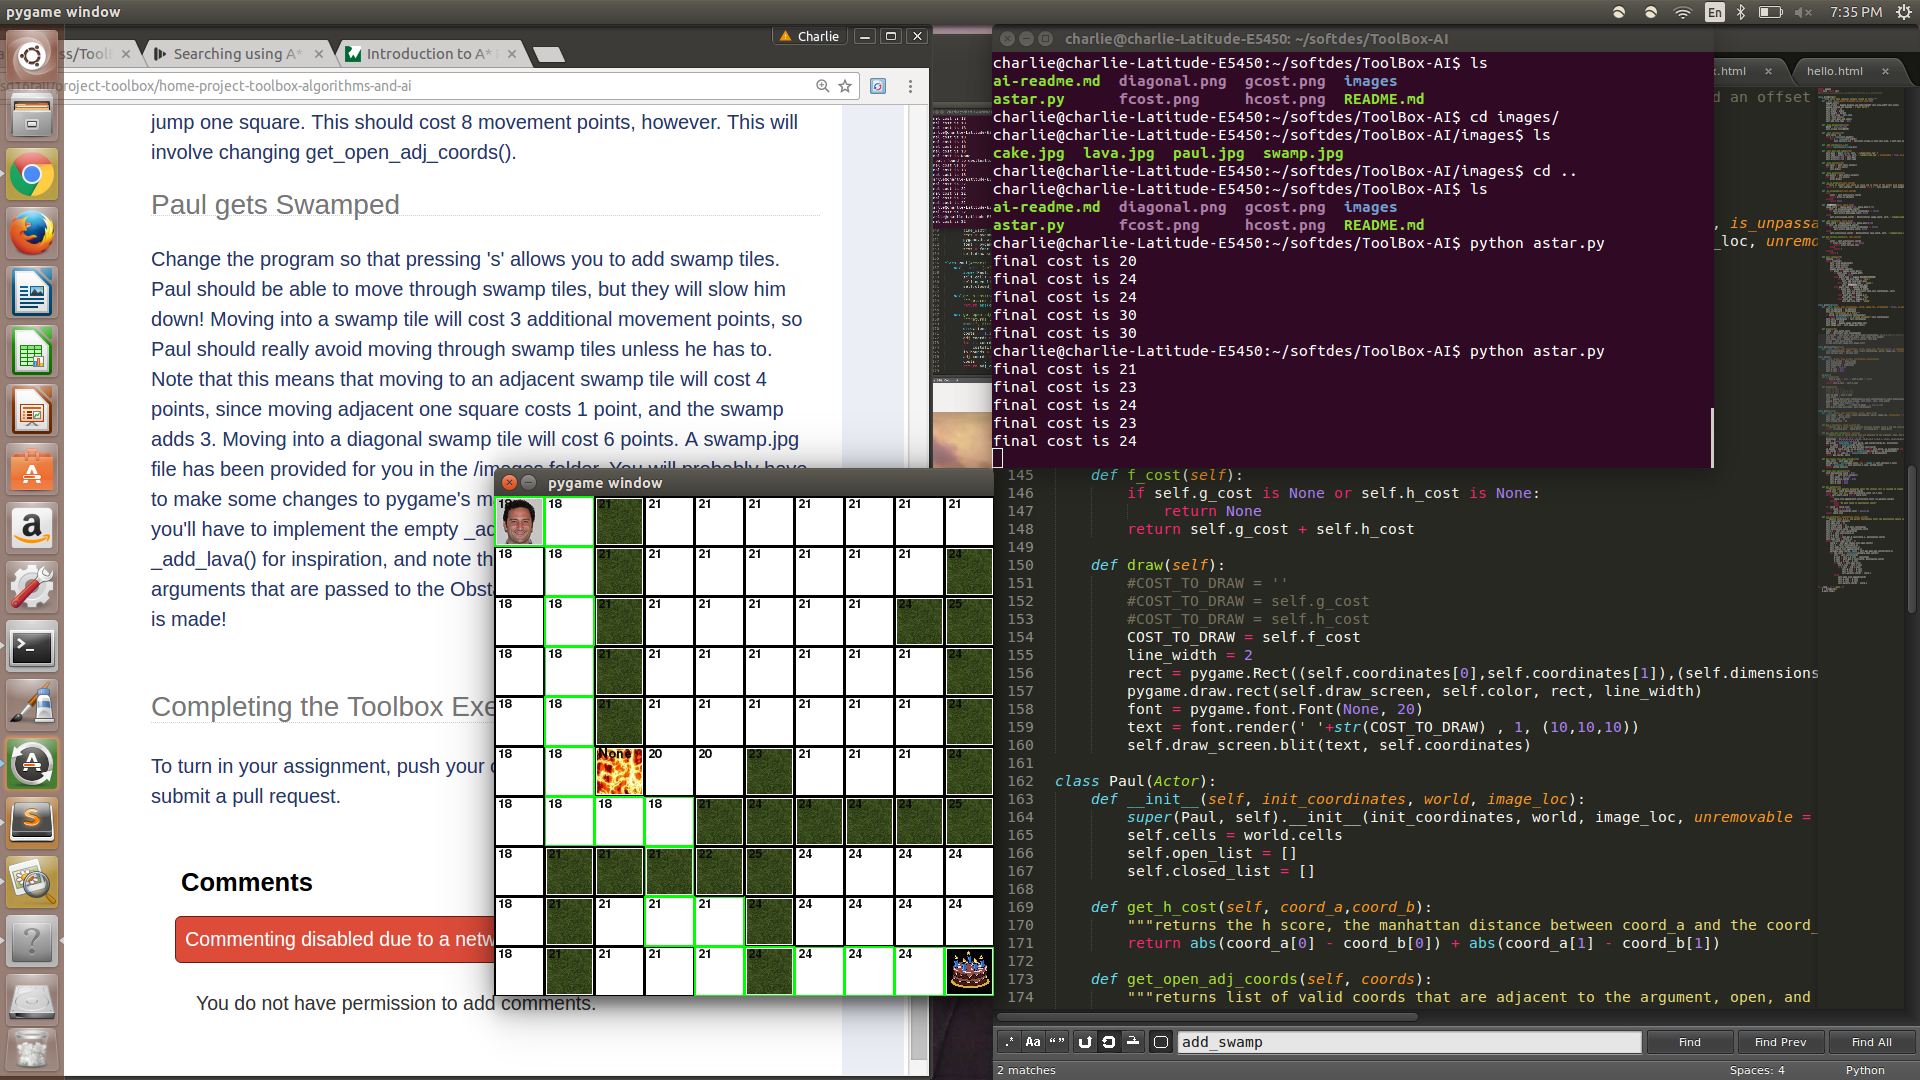 pygame window
En
7:35 PM
ss/Tool
Searching using A*
Introduction to A*
Charlie
project-toolbox/home-project-toolbox-algorithms-and-ai
jump one square. This should cost 8 movement points, however. This will
involve changing get_open_adj_coords().
Paul gets Swamped
Change the program so that pressing 's' allows you to add swamp tiles.
Paul should be able to move through swamp tiles, but they will slow him
down! Moving into a swamp tile will cost 3 additional movement points, so
Paul should really avoid moving through swamp tiles unless he has to.
Note that this means that moving to an adjacent swamp tile will cost 4
points, since moving adjacent one square costs 1 point, and the swamp
adds 3. Moving into a diagonal swamp tile will cost 6 points. A swamp.jpg
file has been provided for you in the /images folder. You will probably have
to make some changes to pygame's m
you'll have to implement the empty _ad
_add_lava() for inspiration, and note th
arguments that are passed to the Obst
is made!
Completing the Toolbox Exe
To turn in your assignment, push your
submit a pull request.
Comments
Commenting disabled due to a netw
You do not have permission to add comments.
charlie@charlie-Latitude-E5450: ~/softdes/ToolBox-AI
charlie@charlie-Latitude-E5450:~/softdes/ToolBox-AI$ ls
ai-readme.md diagonal.png gcost.png images
astar.py fcost.png hcost.png README.md
charlie@charlie-Latitude-E5450:~/softdes/ToolBox-AI$ cd images/
charlie@charlie-Latitude-E5450:~/softdes/ToolBox-AI/images$ ls
cake.jpg lava.jpg paul.jpg swamp.jpg
charlie@charlie-Latitude-E5450:~/softdes/ToolBox-AI/images$ cd ..
charlie@charlie-Latitude-E5450:~/softdes/ToolBox-AI$ ls
ai-readme.md diagonal.png gcost.png images
astar.py fcost.png hcost.png README.md
charlie@charlie-Latitude-E5450:~/softdes/ToolBox-AI$ python astar.py
final cost is 20
final cost is 24
final cost is 24
final cost is 30
final cost is 30
charlie@charlie-Latitude-E5450:~/softdes/ToolBox-AI$ python astar.py
final cost is 21
final cost is 23
final cost is 24
final cost is 23
final cost is 24
.html
hello.html
d an offset
, is_unpassa
_loc, unremo
pygame window
18 18 21 21 21 21 21 21 21 21
18 18 21 21 21 21 21 21 21 24
18 18 21 21 21 21 21 21 24 25
18 18 21 21 21 21 21 21 21 24
18 18 21 21 21 21 21 21 21 24
18 18 None 20 20 23 21 21 21 24
18 18 18 18 21 24 24 24 24 25
18 21 21 21 22 25 24 24 24 24
18 21 21 21 21 24 24 24 24 24
18 21 21 21 21 24 24 24 24
145 def f_cost(self):
146 if self.g_cost is None or self.h_cost is None:
147 return None
148 return self.g_cost + self.h_cost
149
150 def draw(self):
151 #COST_TO_DRAW = ''
152 #COST_TO_DRAW = self.g_cost
153 #COST_TO_DRAW = self.h_cost
154 COST_TO_DRAW = self.f_cost
155 line_width = 2
156 rect = pygame.Rect((self.coordinates[0],self.coordinates[1]),(self.dimensions
157 pygame.draw.rect(self.draw_screen, self.color, rect, line_width)
158 font = pygame.font.Font(None, 20)
159 text = font.render(' '+str(COST_TO_DRAW) , 1, (10,10,10))
160 self.draw_screen.blit(text, self.coordinates)
161
162 class Paul(Actor):
163 def __init__(self, init_coordinates, world, image_loc):
164 super(Paul, self).__init__(init_coordinates, world, image_loc, unremovable =
165 self.cells = world.cells
166 self.open_list = []
167 self.closed_list = []
168
169 def get_h_cost(self, coord_a,coord_b):
170 """returns the h score, the manhattan distance between coord_a and the coord_
171 return abs(coord_a[0] - coord_b[0]) + abs(coord_a[1] - coord_b[1])
172
173 def get_open_adj_coords(self, coords):
174 """returns list of valid coords that are adjacent to the argument, open, and
.* Aa “ ”
add_swamp
Find
Find Prev
Find All
2 matches
Spaces: 4
Python